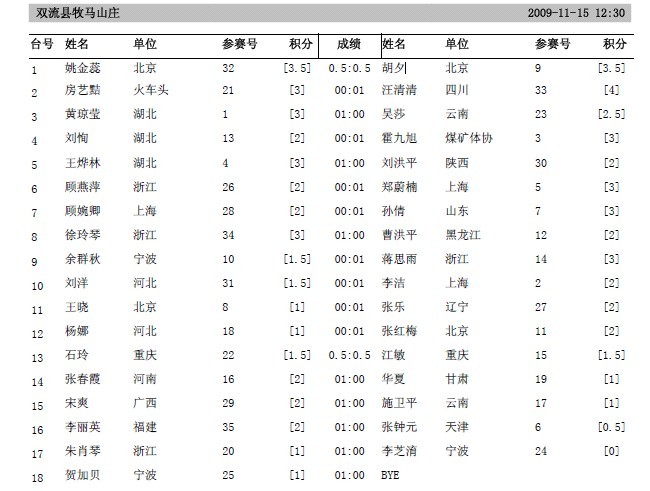 双流县牧马山庄 2009-11-15 12:30
台号 姓名 单位 参赛号 积分 成绩 姓名 单位 参赛号 积分
1 姚金蕊 北京 32 [3.5] 0.5:0.5 胡夕 北京 9 [3.5]
2 房艺黠 火车头 21 [3] 00:01 汪清清 四川 33 [4]
3 黄琼莹 湖北 1 [3] 01:00 吴莎 云南 23 [2.5]
4 刘恂 湖北 13 [2] 00:01 霍九旭 煤矿体协 3 [3]
5 王烨林 湖北 4 [3] 01:00 刘洪平 陕西 30 [2]
6 顾燕萍 浙江 26 [2] 00:01 郑蔚楠 上海 5 [3]
7 顾婉卿 上海 28 [2] 00:01 孙倩 山东 7 [3]
8 徐玲琴 浙江 34 [3] 01:00 曹洪平 黑龙江 12 [2]
9 余群秋 宁波 10 [1.5] 00:01 蒋思雨 浙江 14 [3]
10 刘洋 河北 31 [1.5] 00:01 李洁 上海 2 [2]
11 王晓 北京 8 [1] 00:01 张乐 辽宁 27 [2]
12 杨娜 河北 18 [1] 00:01 张红梅 北京 11 [2]
13 石玲 重庆 22 [1.5] 0.5:0.5 江敏 重庆 15 [1.5]
14 张春霞 河南 16 [2] 01:00 华夏 甘肃 19 [1]
15 宋爽 广西 29 [2] 01:00 施卫平 云南 17 [1]
16 李丽英 福建 35 [2] 01:00 张钟元 天津 6 [0.5]
17 朱肖琴 浙江 20 [1] 01:00 李芝淯 宁波 24 [0]
18 贺加贝 宁波 25 [1] 01:00 BYE